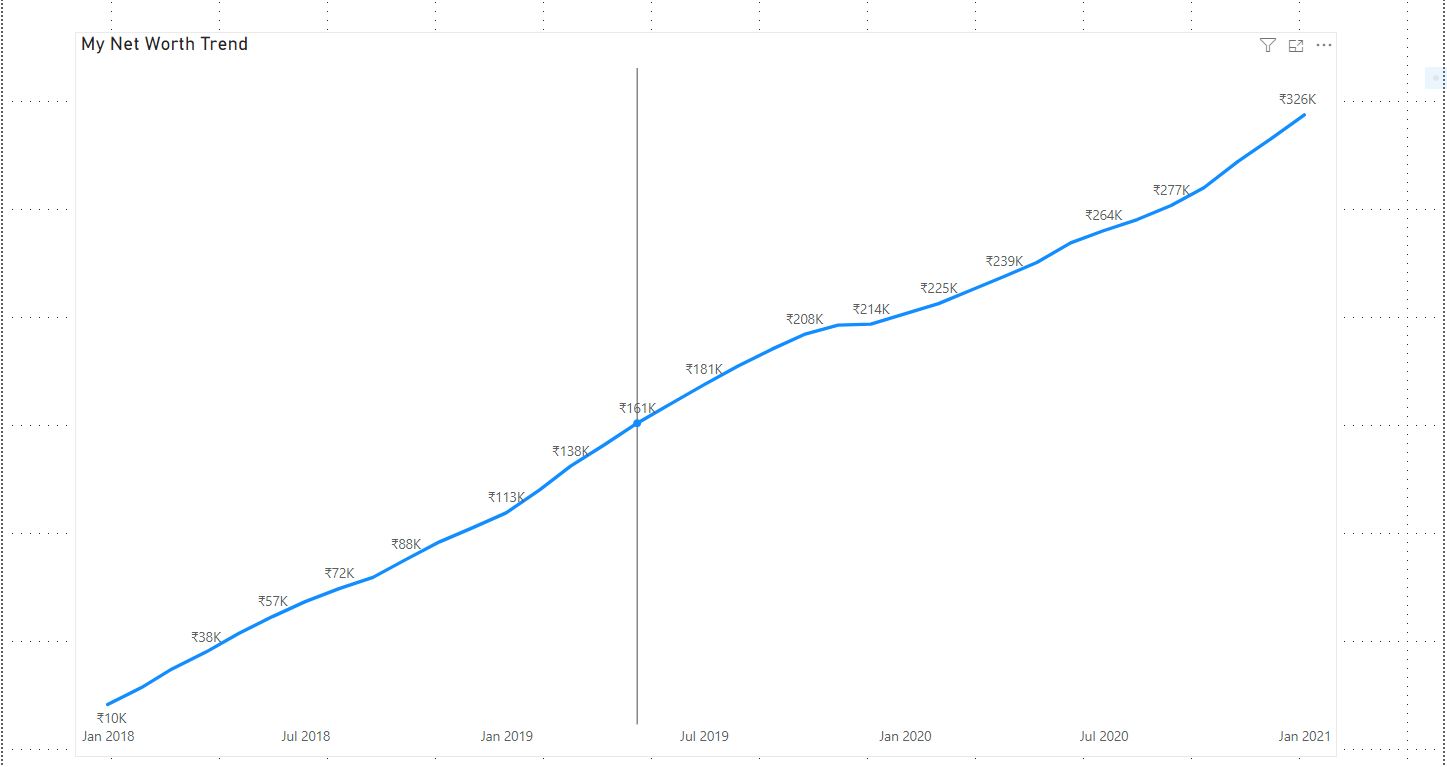 My Net Worth Trend
₹326K
₹277K
₹264K
₹239K
₹225K
₹214K
₹208K
₹181K
₹161K
₹138K
₹113K
₹88K
₹72K
₹57K
₹38K
₹10K
Jan 2018 Jul 2018 Jan 2019 Jul 2019 Jan 2020 Jul 2020 Jan 2021